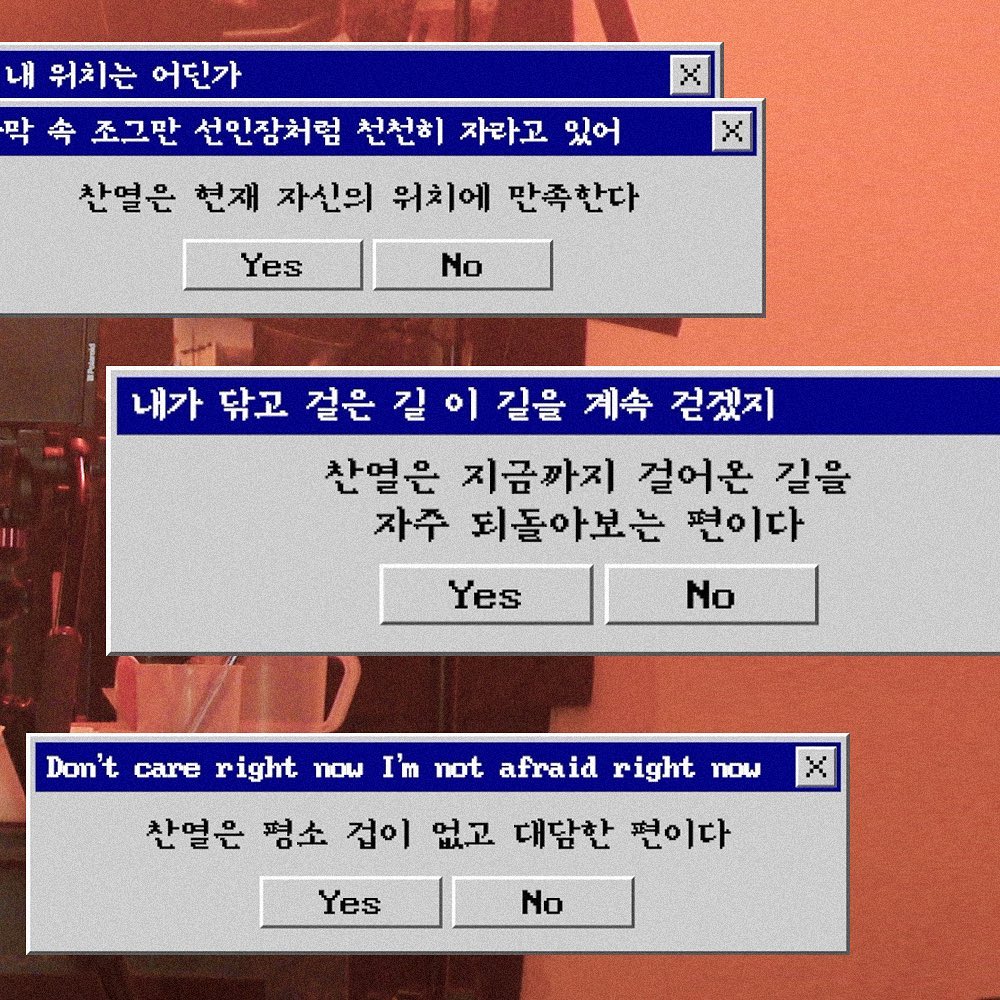 내 위치는 어딘가
막 속 조그만 선인장처럼 천천히 자라고 있어
찬열은 현재 자신의 위치에 만족한다
Yes No
Polaroid
내가 닦고 걸은 길 이 길을 계속 걷겠지
찬열은 지금까지 걸어온 길을
자주 되돌아보는 편이다
Yes No
Don't care right now I'm not afraid right now
찬열은 평소 겁이 없고 대담한 편이다
Yes No